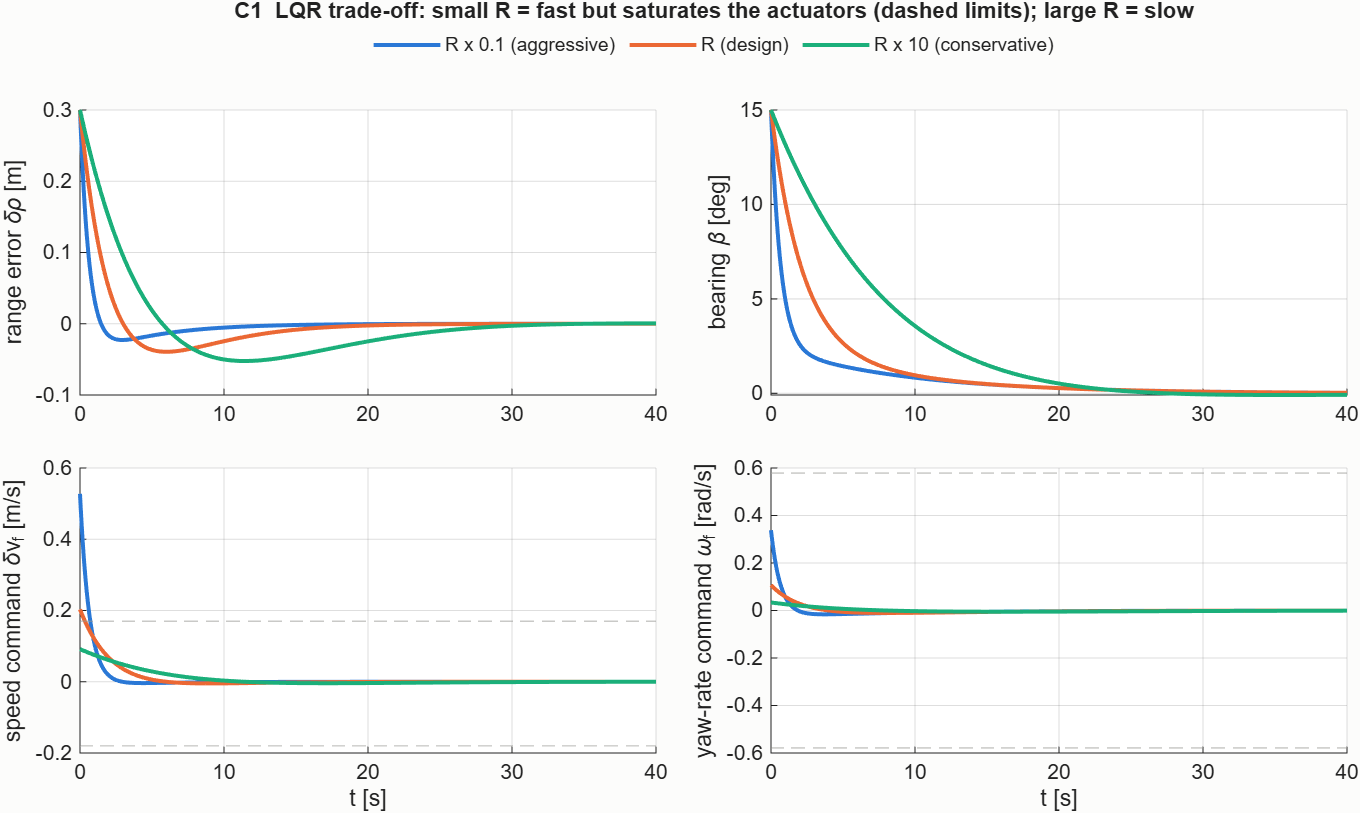 C1  LQR trade-off: small R = fast but saturates the actuators (dashed limits); large R = slow
R x 0.1 (aggressive)  R (design)  R x 10 (conservative)
range error δρ [m]
0.3
0.2
0.1
0
-0.1
0 10 20 30 40
bearing β [deg]
15
10
5
0
0 10 20 30 40
speed command δv_f [m/s]
0.6
0.4
0.2
0
-0.2
0 10 20 30 40
t [s]
yaw-rate command ω_f [rad/s]
0.6
0.4
0.2
0
-0.2
-0.4
-0.6
0 10 20 30 40
t [s]